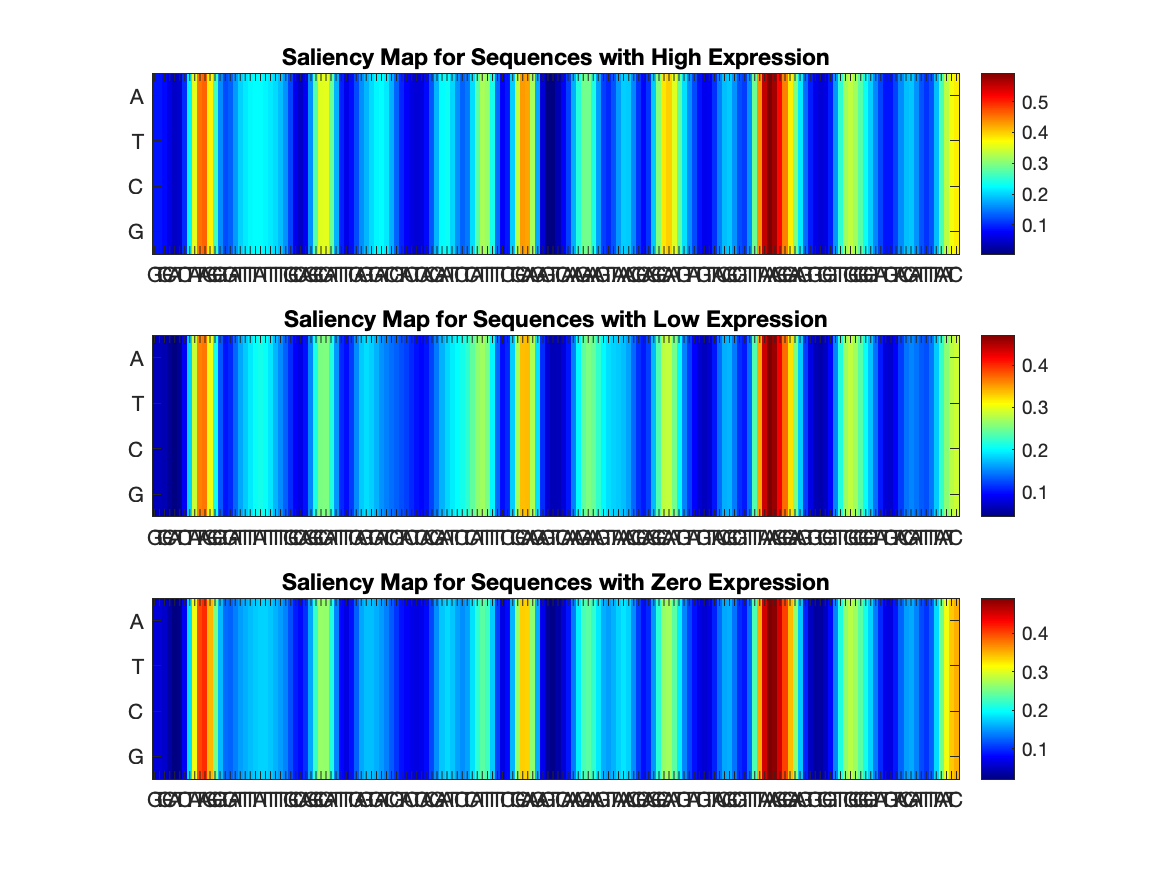 Saliency Map for Sequences with High Expression
A
T
C
G
0.5
0.4
0.3
0.2
0.1
Saliency Map for Sequences with Low Expression
A
T
C
G
0.4
0.3
0.2
0.1
Saliency Map for Sequences with Zero Expression
A
T
C
G
0.4
0.3
0.2
0.1